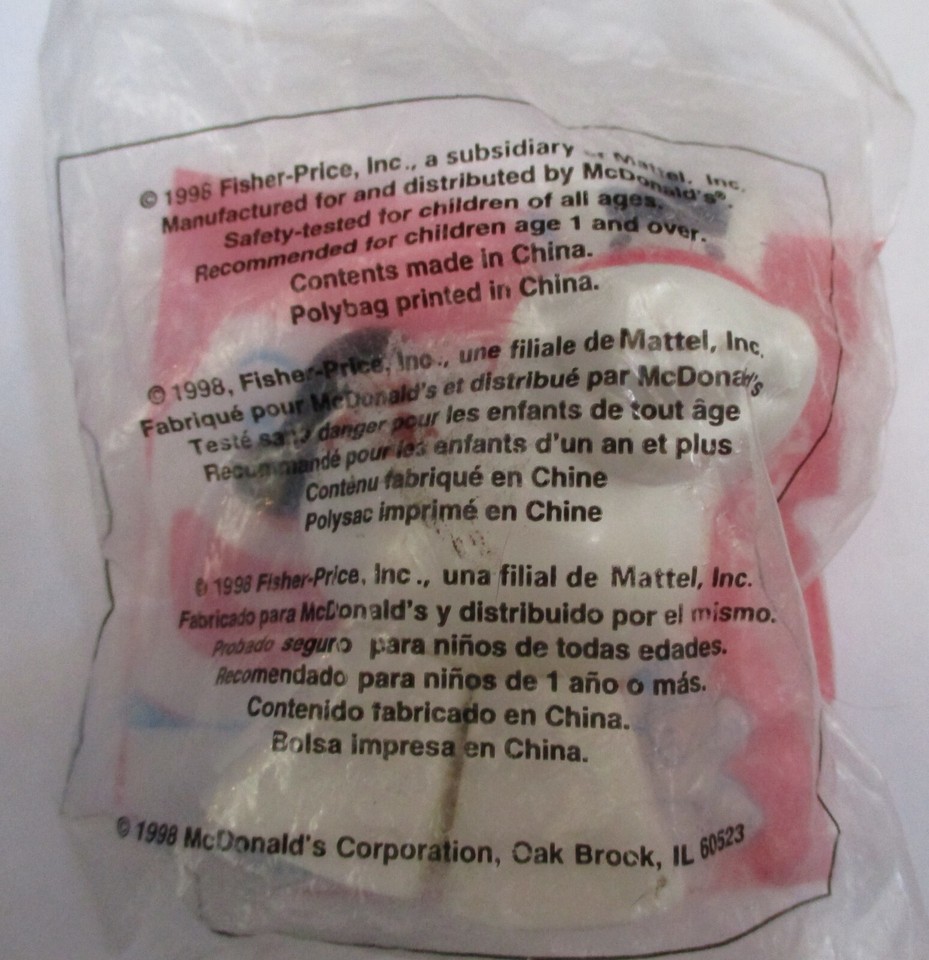 © 1998 Fisher-Price, Inc., a subsidiary of Mattel, Inc.
Manufactured for and distributed by McDonald's®.
Safety-tested for children of all ages.
Recommended for children age 1 and over.
Contents made in China.
Polybag printed in China.
© 1998, Fisher-Price, Inc., une filiale de Mattel, Inc.
Fabriqué pour McDonald's et distribué par McDonald's
Testé sans danger pour les enfants de tout âge
Recommandé pour les enfants d'un an et plus
Contenu fabriqué en Chine
Polysac imprimé en Chine
© 1998 Fisher-Price, Inc., una filial de Mattel, Inc.
Fabricado para McDonald's y distribuido por el mismo.
Probado seguro para niños de todas edades.
Recomendado para niños de 1 año o más.
Contenido fabricado en China.
Bolsa impresa en China.
© 1998 McDonald's Corporation, Oak Brook, IL 60523